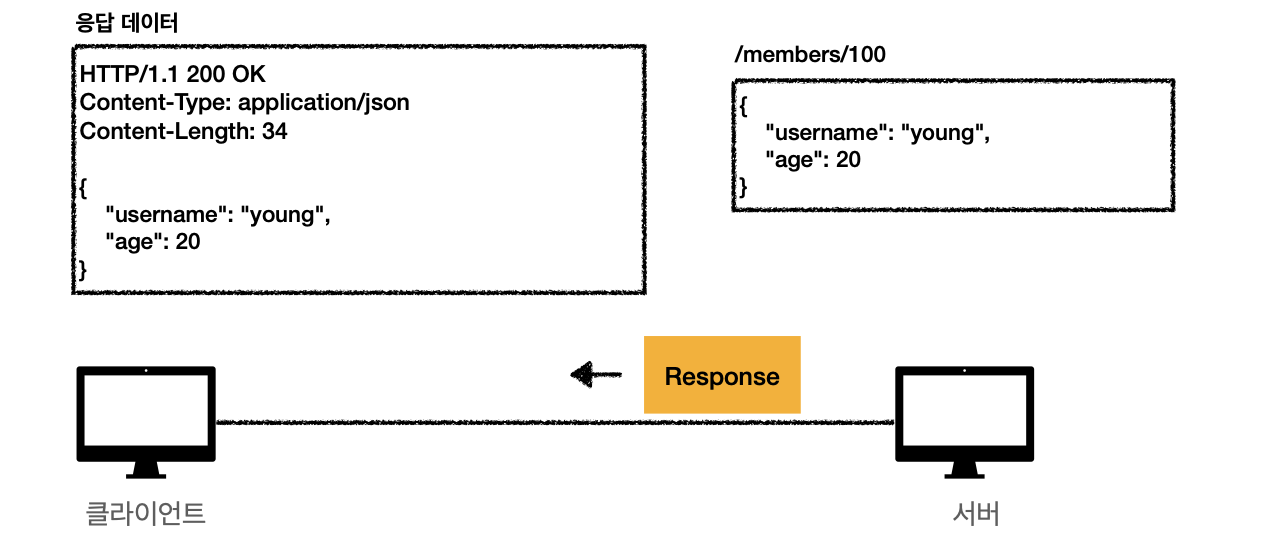 응답 데이터
HTTP/1.1 200 OK
Content-Type: application/json
Content-Length: 34
{
"username": "young",
"age": 20
}
/members/100
{
"username": "young",
"age": 20
}
Response
클라이언트
서버